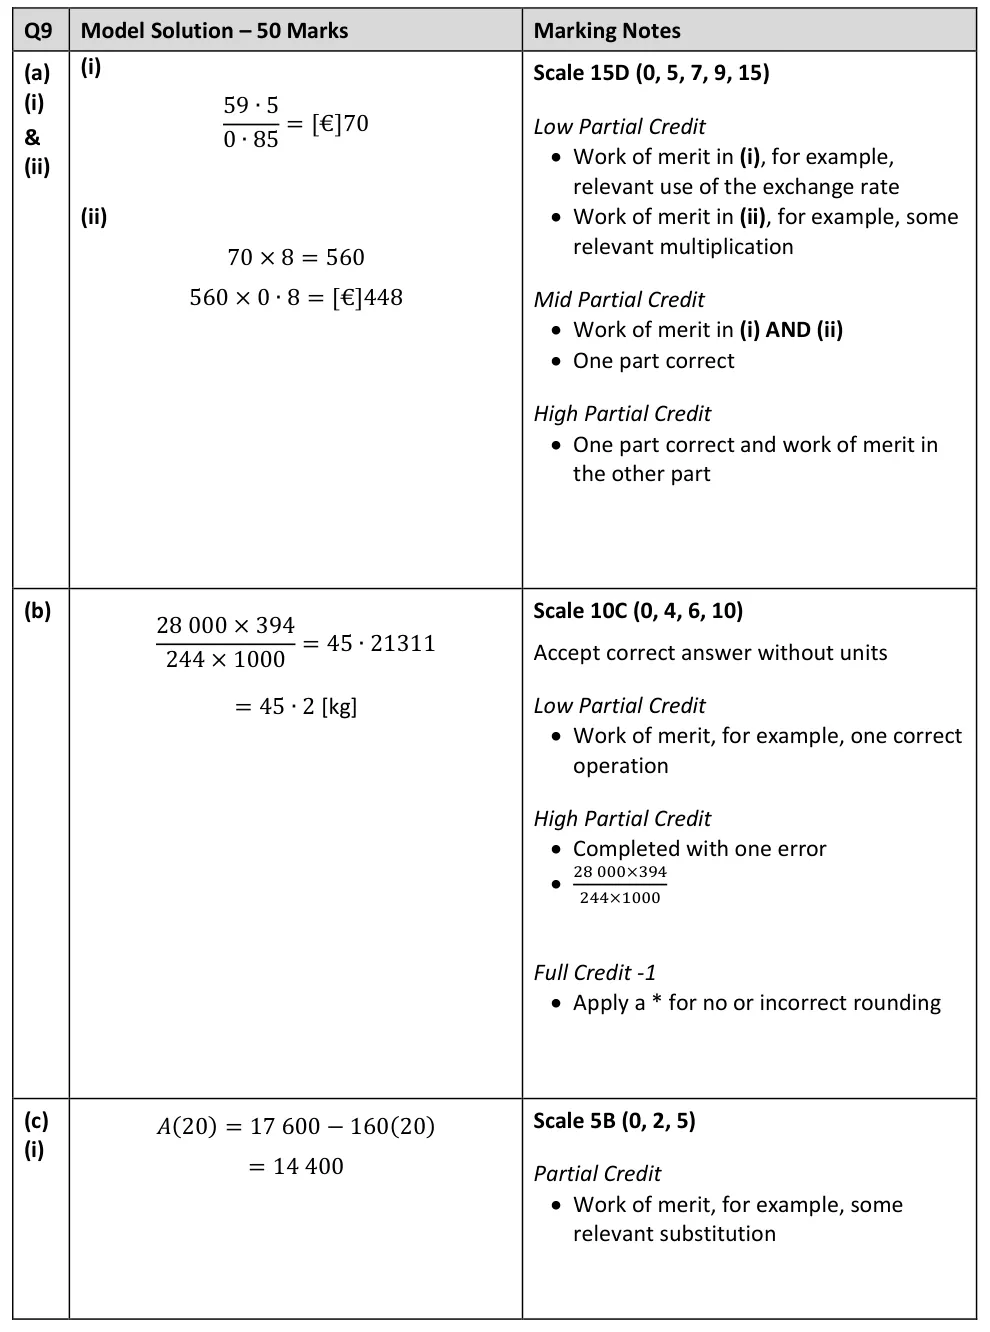 Q9 Model Solution – 50 Marks Marking Notes
(a)
(i)
&
(ii)
(i)
59 · 5
0 · 85
= [€]70
(ii)
70 × 8 = 560
560 × 0 · 8 = [€]448
Scale 15D (0, 5, 7, 9, 15)
Low Partial Credit
• Work of merit in (i), for example,
relevant use of the exchange rate
• Work of merit in (ii), for example, some
relevant multiplication
Mid Partial Credit
• Work of merit in (i) AND (ii)
• One part correct
High Partial Credit
• One part correct and work of merit in
the other part
(b)
28 000 × 394
244 × 1000
= 45 · 21311
= 45 · 2 [kg]
Scale 10C (0, 4, 6, 10)
Accept correct answer without units
Low Partial Credit
• Work of merit, for example, one correct
operation
High Partial Credit
• Completed with one error
• 28 000×394
244×1000
Full Credit -1
• Apply a * for no or incorrect rounding
(c)
(i)
A(20) = 17 600 − 160(20)
= 14 400
Scale 5B (0, 2, 5)
Partial Credit
• Work of merit, for example, some
relevant substitution